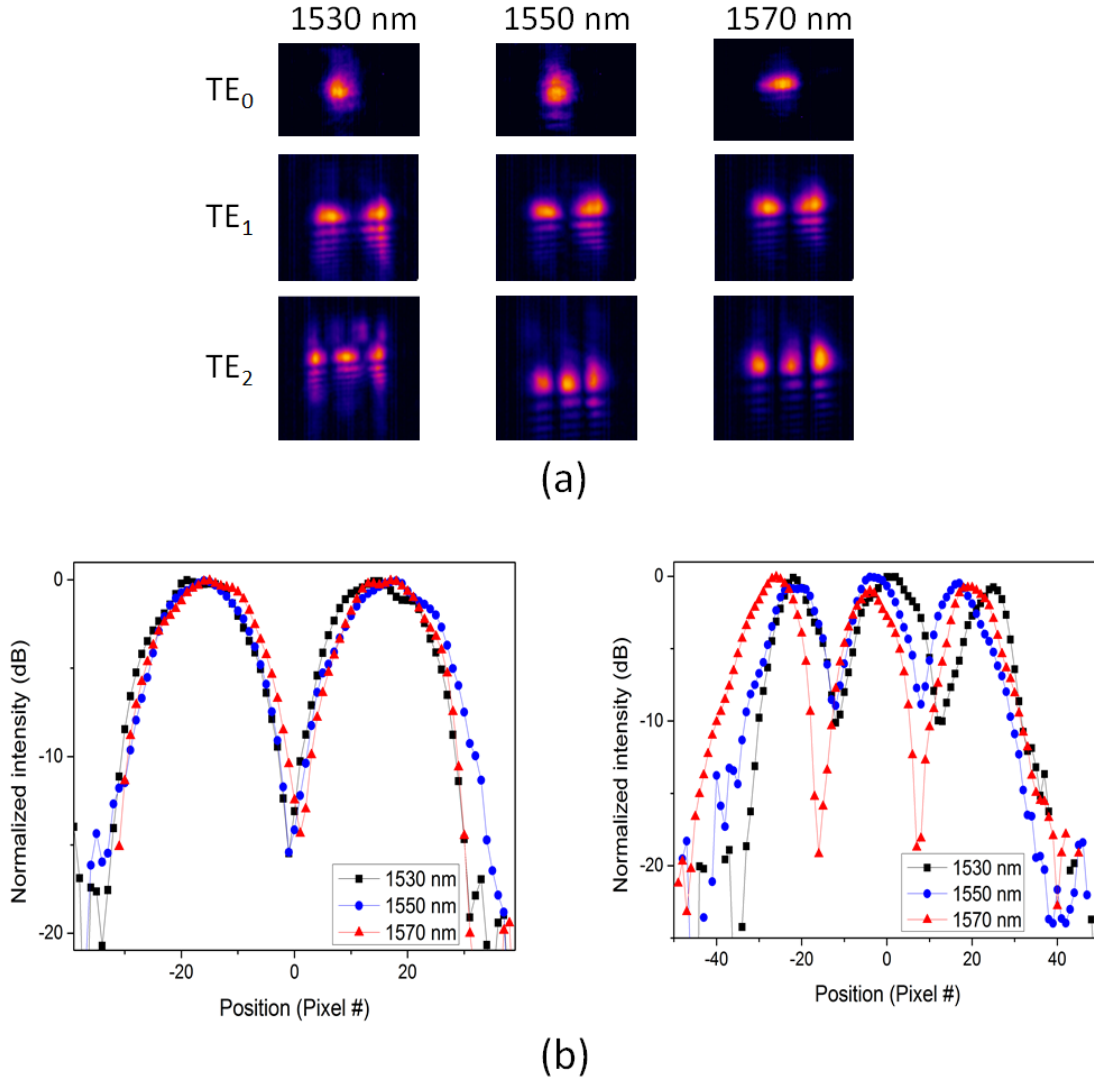 1530 nm 1550 nm 1570 nm
TE0
TE1
TE2
(a)
Normalized intensity (dB)
0
-10
-20
-20 0 20
Position (Pixel #)
1530 nm
1550 nm
1570 nm
Normalized intensity (dB)
0
-10
-20
-40 -20 0 20 40
Position (Pixel #)
1530 nm
1550 nm
1570 nm
(b)